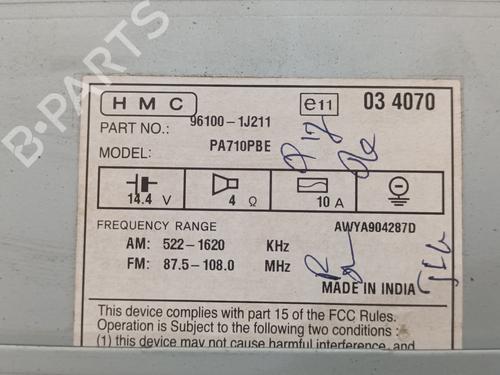 B-PARTS
HMC e11 03 4070
PART NO.: 96100-1J211
MODEL: PA710PBE
14.4 V 4 Ω 10 A
FREQUENCY RANGE AWYA904287D
AM: 522-1620 KHz
FM: 87.5-108.0 MHz
MADE IN INDIA
This device complies with part 15 of the FCC Rules.
Operation is Subject to the following two conditions :
(1) this device may not cause harmful interference, and